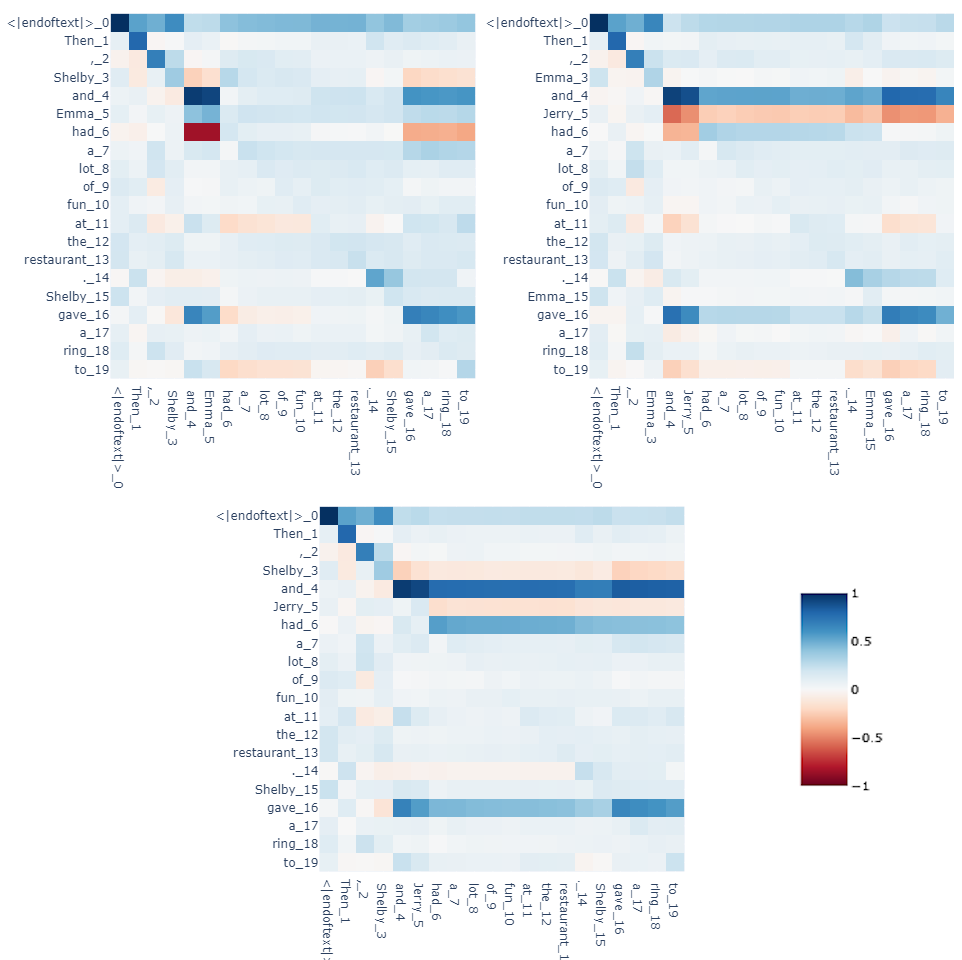 <|endoftext|>_0
Then_1
,_2
Shelby_3
and_4
Emma_5
had_6
a_7
lot_8
of_9
fun_10
at_11
the_12
restaurant_13
._14
Shelby_15
gave_16
a_17
ring_18
to_19
<|endoftext|>_0
Then_1
,_2
Shelby_3
and_4
Emma_5
had_6
a_7
lot_8
of_9
fun_10
at_11
the_12
restaurant_13
._14
Shelby_15
gave_16
a_17
ring_18
to_19
<|endoftext|>_0
Then_1
,_2
Emma_3
and_4
Jerry_5
had_6
a_7
lot_8
of_9
fun_10
at_11
the_12
restaurant_13
._14
Emma_15
gave_16
a_17
ring_18
to_19
<|endoftext|>_0
Then_1
,_2
Emma_3
and_4
Jerry_5
had_6
a_7
lot_8
of_9
fun_10
at_11
the_12
restaurant_13
._14
Emma_15
gave_16
a_17
ring_18
to_19
<|endoftext|>_0
Then_1
,_2
Shelby_3
and_4
Jerry_5
had_6
a_7
lot_8
of_9
fun_10
at_11
the_12
restaurant_13
._14
Shelby_15
gave_16
a_17
ring_18
to_19
<|endoftext|>
Then_1
,_2
Shelby_3
and_4
Jerry_5
had_6
a_7
lot_8
of_9
fun_10
at_11
the_12
restaurant_1
._14
Shelby_15
gave_16
a_17
ring_18
to_19
1
0.5
0
−0.5
−1